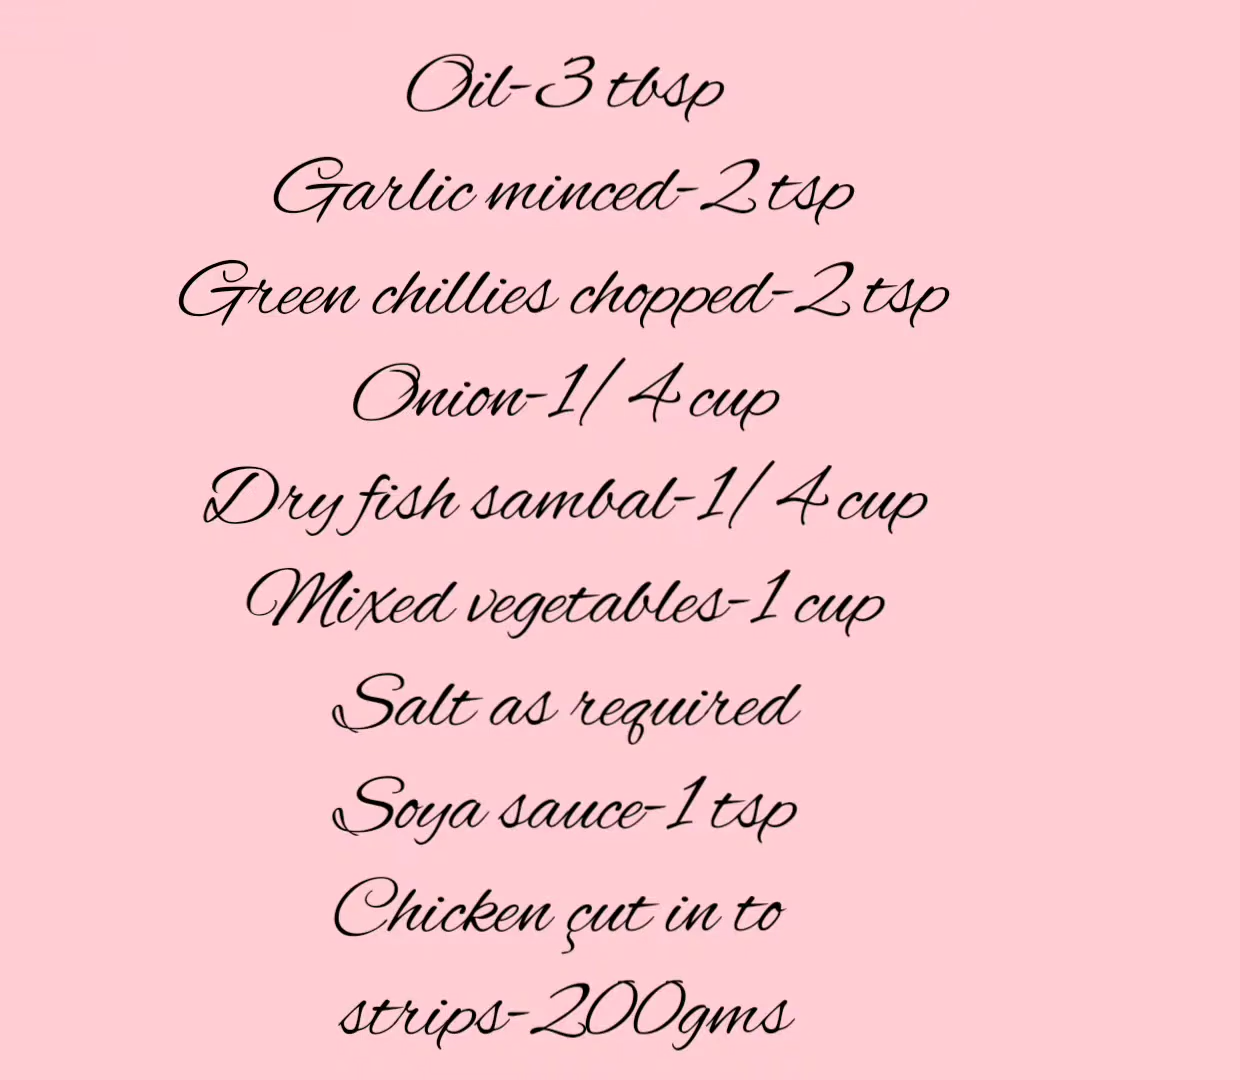 Oil-3 tbsp
Garlic minced-2 tsp
Green chillies chopped-2 tsp
Onion-1/4 cup
Dry fish sambal-1/4 cup
Mixed vegetables-1 cup
Salt as required
Soya sauce-1 tsp
Chicken çut in to
strips-200gms